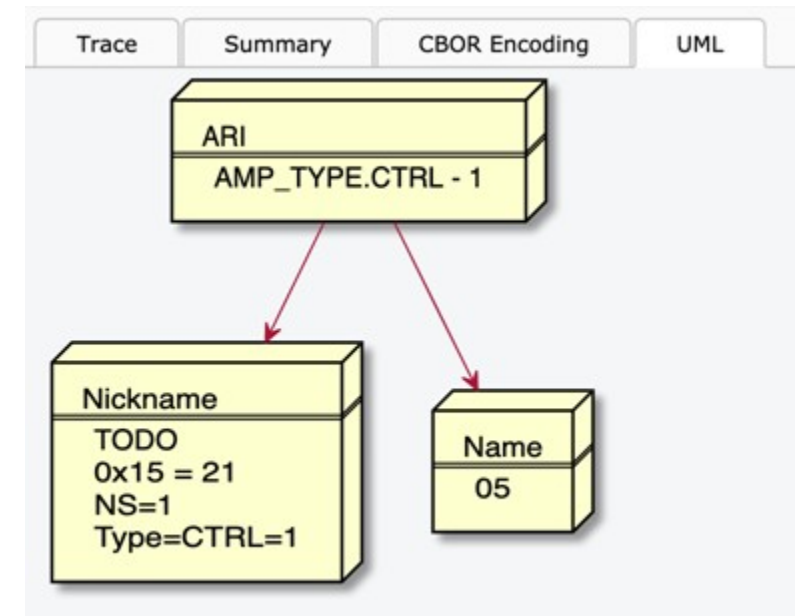 Trace
Summary
CBOR Encoding
UML
ARI
AMP_TYPE.CTRL - 1
Nickname
TODO
0x15 = 21
NS=1
Type=CTRL=1
Name
05